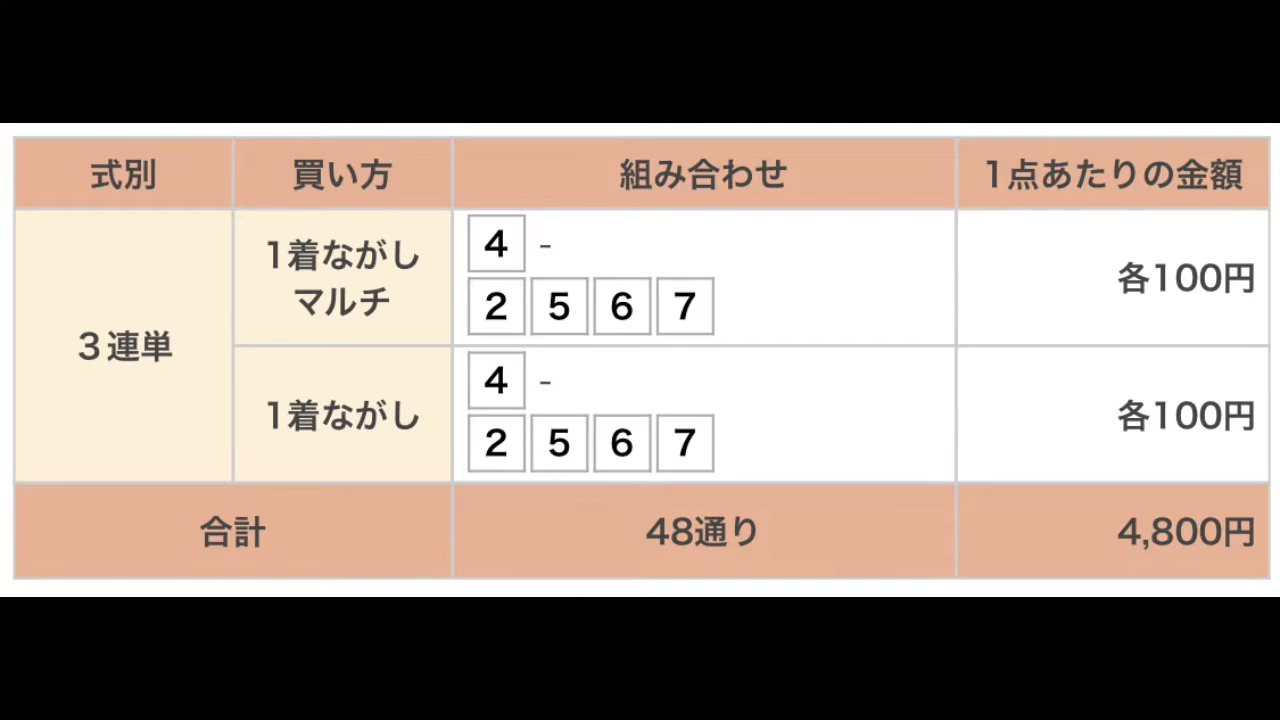 式別 買い方 組み合わせ 1点あたりの金額
3連単
1着ながし
マルチ
4 -
2 5 6 7
各100円
1着ながし
4 -
2 5 6 7
各100円
合計 48通り 4,800円